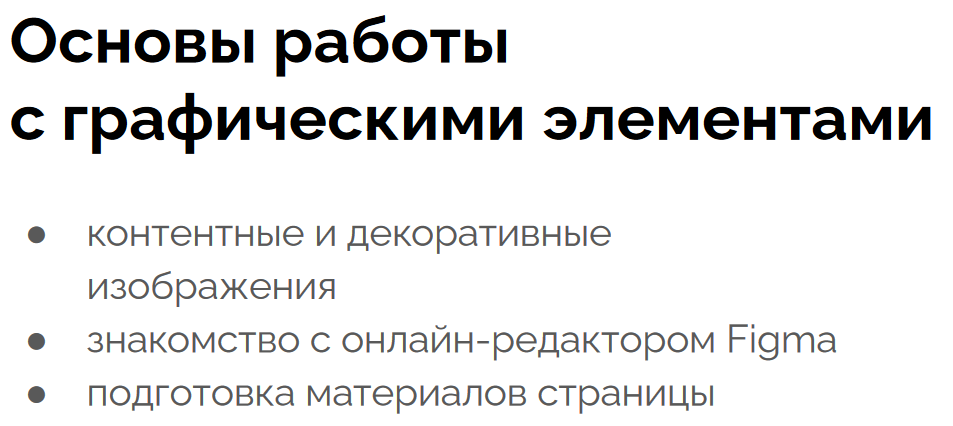 Основы работы
с графическими элементами
● контентные и декоративные
изображения
● знакомство с онлайн-редактором Figma
● подготовка материалов страницы